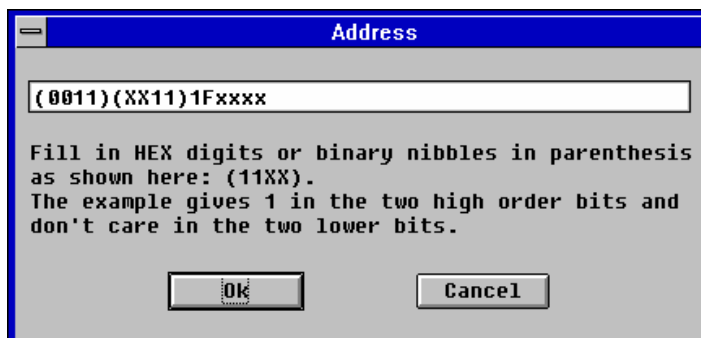 Address
(0011)(XX11)1Fxxxx
Fill in HEX digits or binary nibbles in parenthesis
as shown here: (11XX).
The example gives 1 in the two high order bits and
don't care in the two lower bits.
Ok Cancel